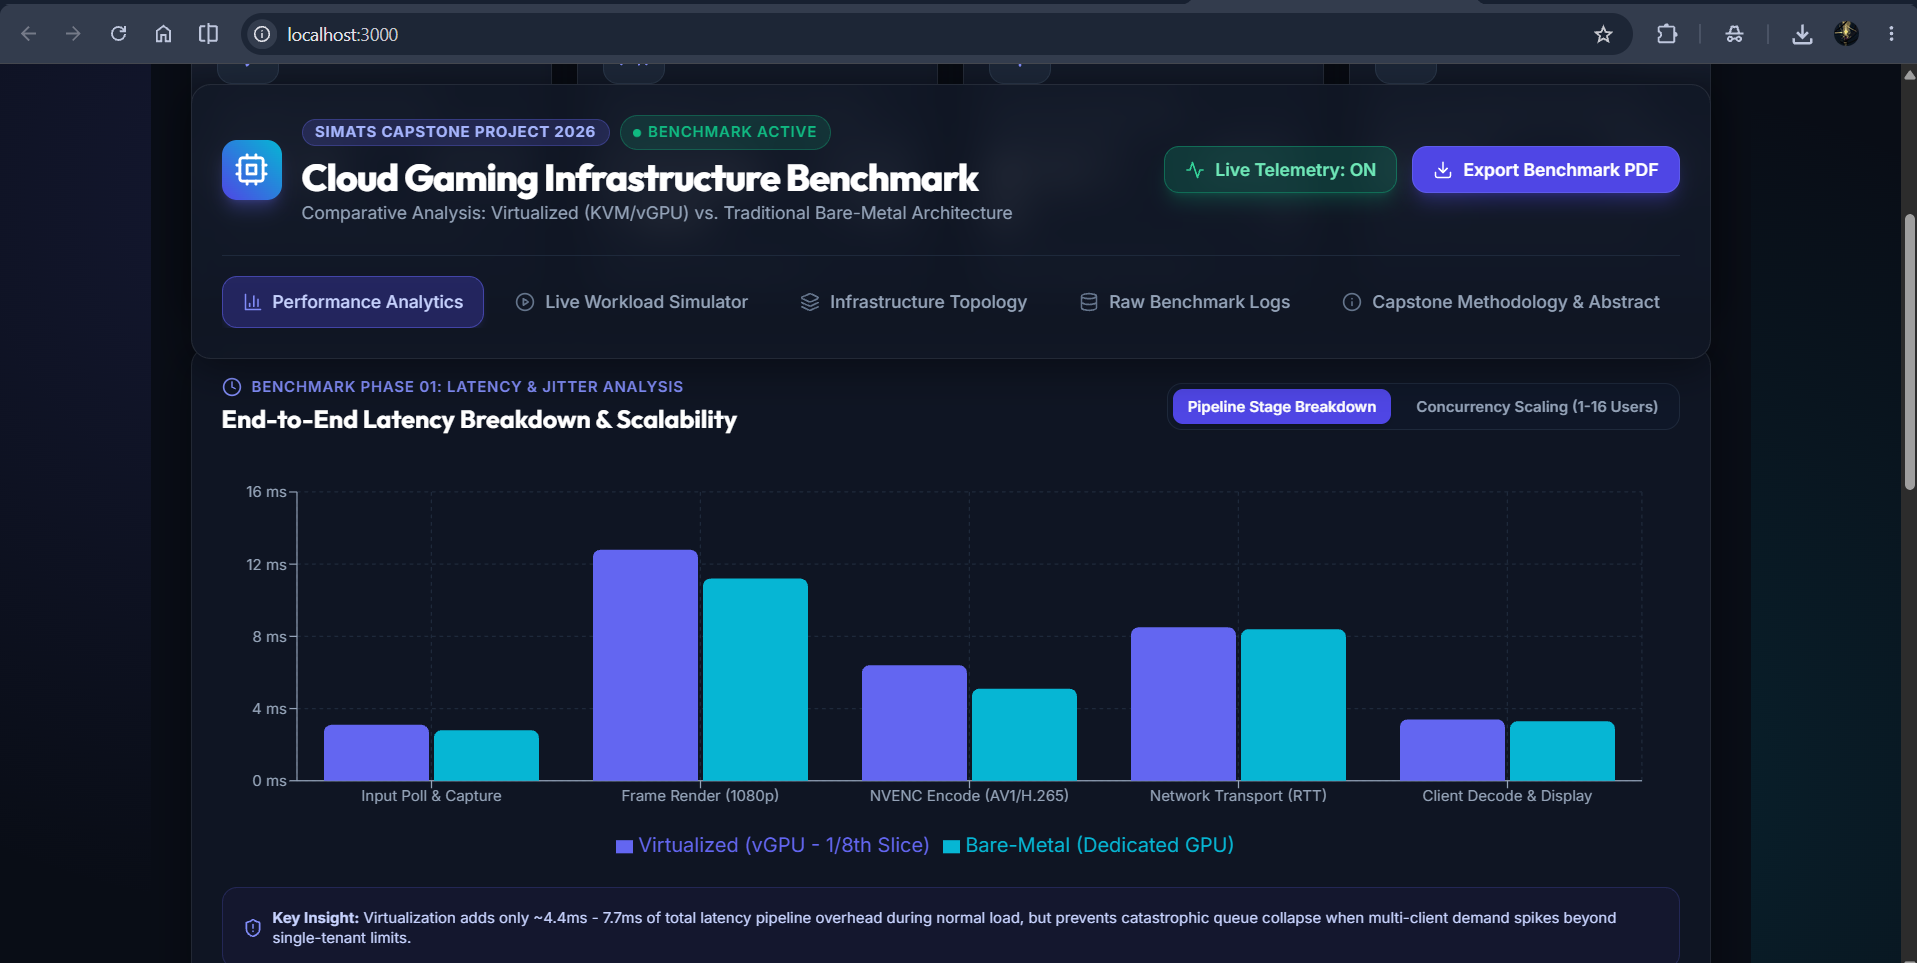 localhost:3000
SIMATS CAPSTONE PROJECT 2026
BENCHMARK ACTIVE
Cloud Gaming Infrastructure Benchmark
Comparative Analysis: Virtualized (KVM/vGPU) vs. Traditional Bare-Metal Architecture
Live Telemetry: ON
Export Benchmark PDF
Performance Analytics
Live Workload Simulator
Infrastructure Topology
Raw Benchmark Logs
Capstone Methodology & Abstract
BENCHMARK PHASE 01: LATENCY & JITTER ANALYSIS
End-to-End Latency Breakdown & Scalability
Pipeline Stage Breakdown
Concurrency Scaling (1-16 Users)
16 ms
12 ms
8 ms
4 ms
0 ms
Input Poll & Capture
Frame Render (1080p)
NVENC Encode (AV1/H.265)
Network Transport (RTT)
Client Decode & Display
Virtualized (vGPU - 1/8th Slice)
Bare-Metal (Dedicated GPU)
Key Insight: Virtualization adds only ~4.4ms - 7.7ms of total latency pipeline overhead during normal load, but prevents catastrophic queue collapse when multi-client demand spikes beyond
single-tenant limits.